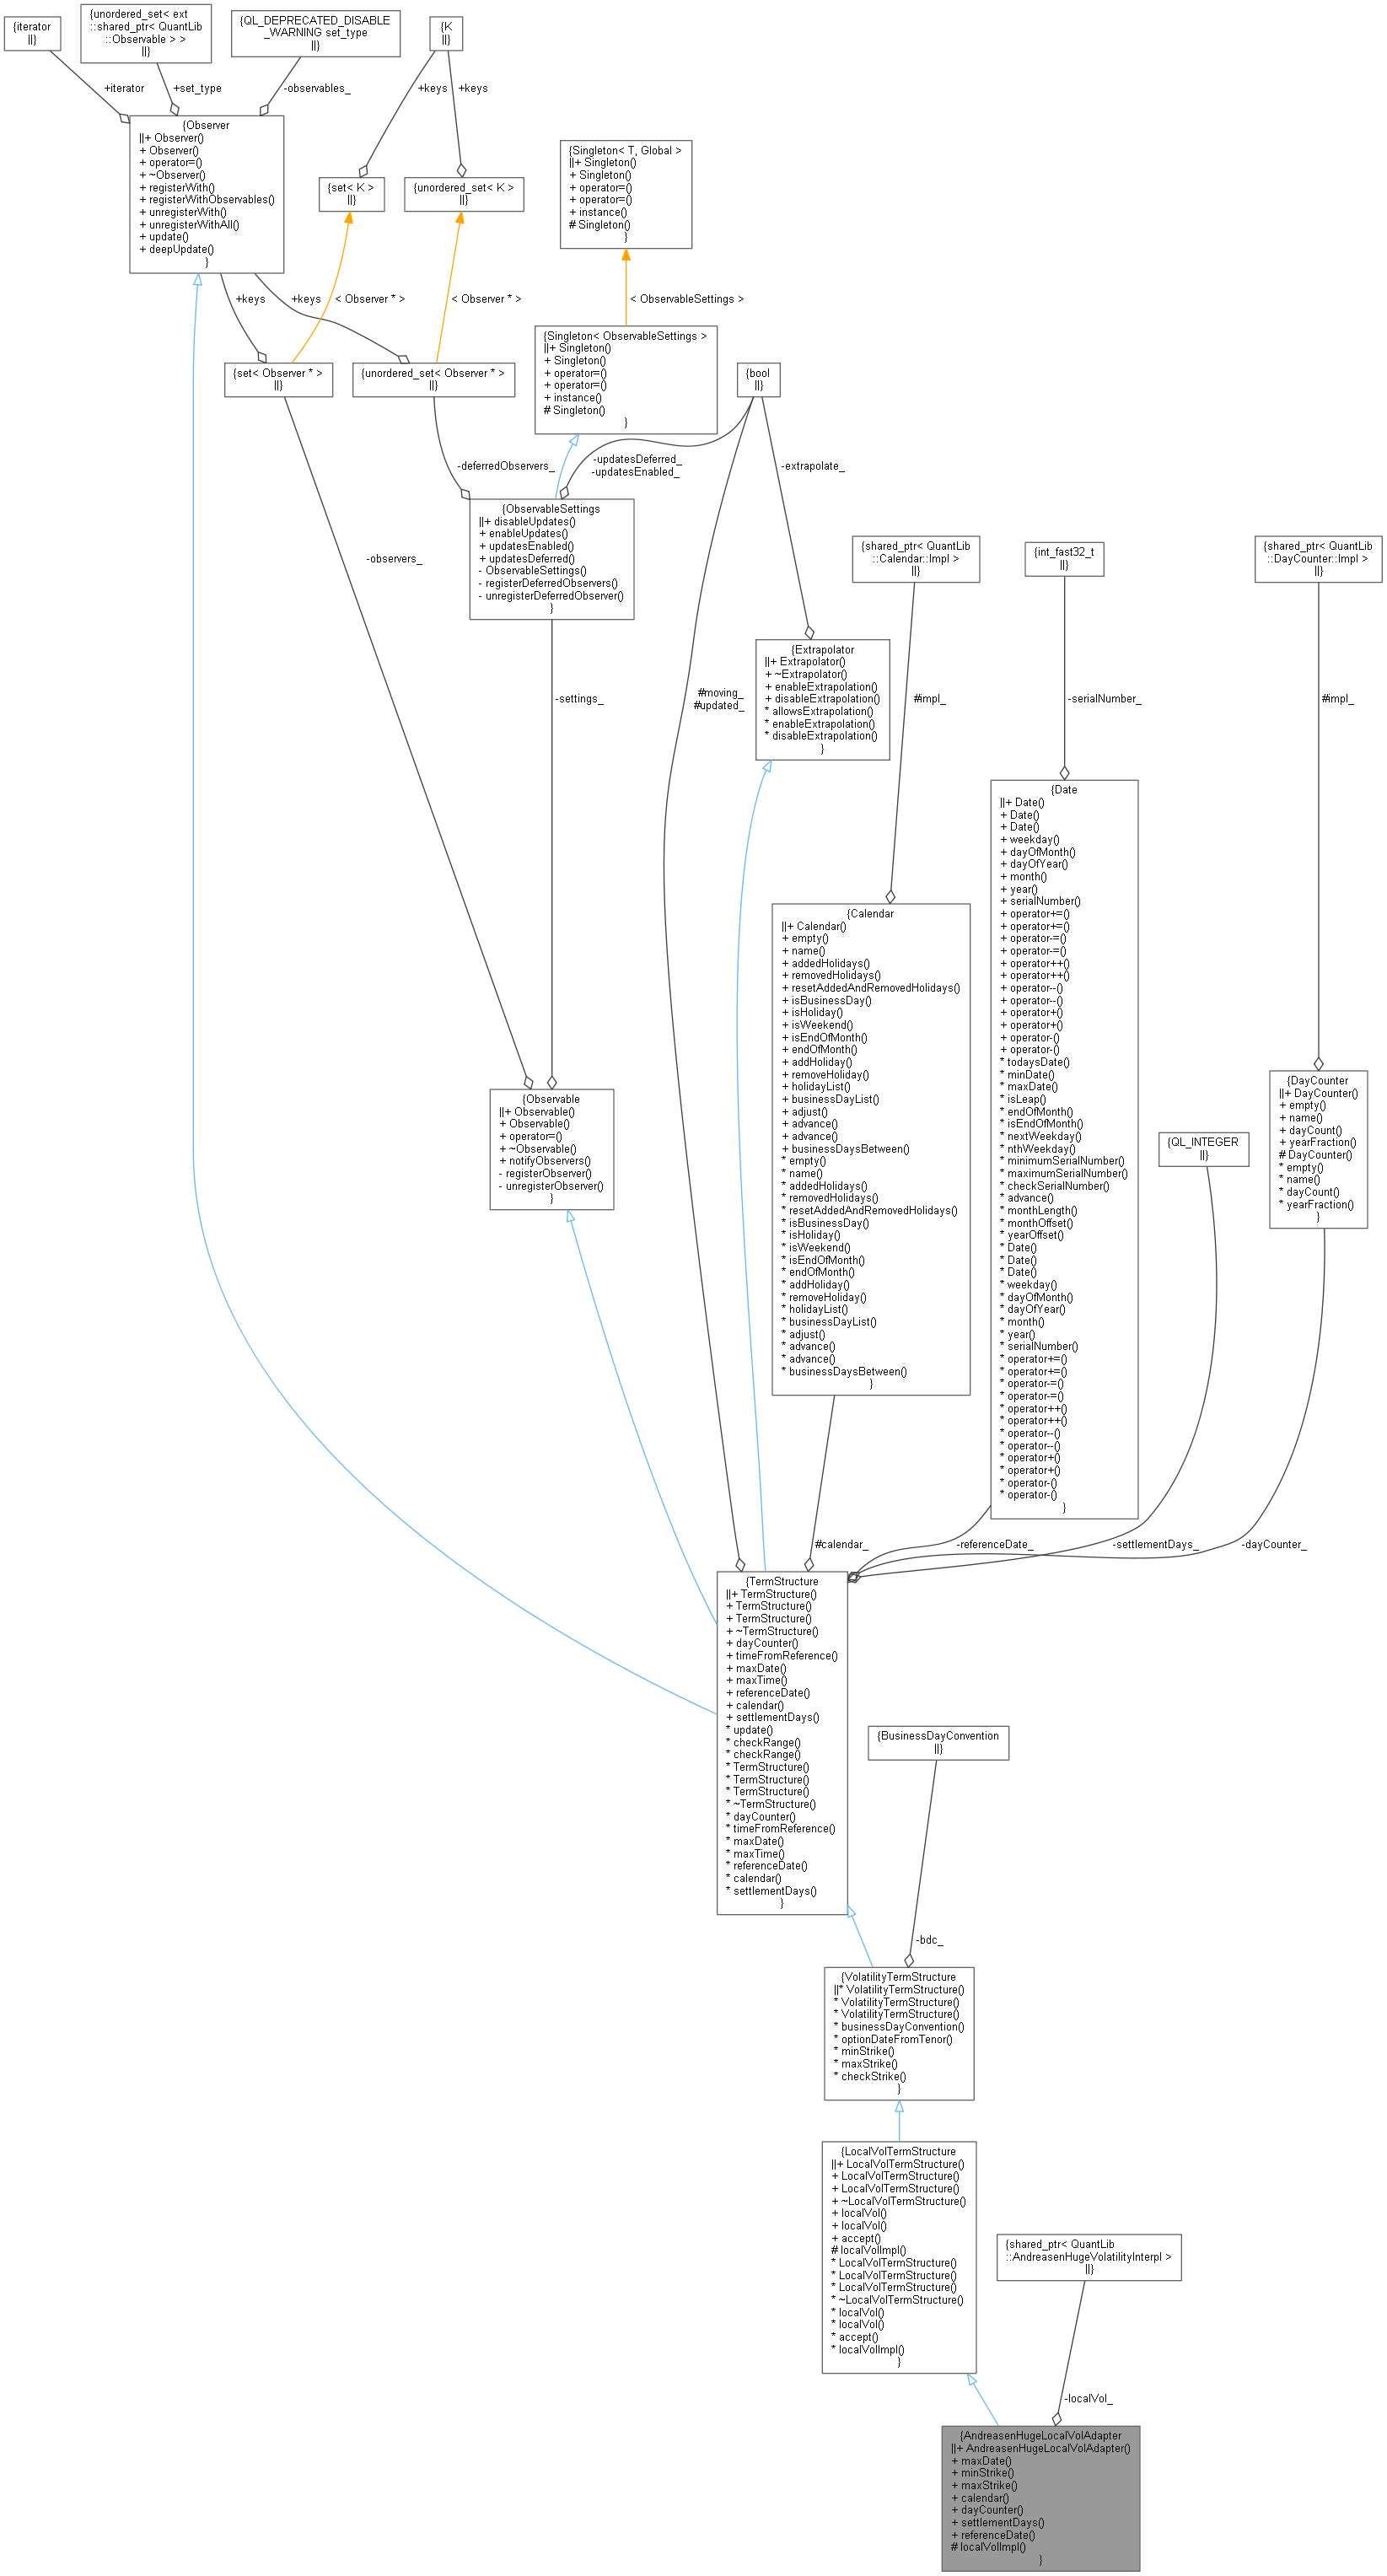 {iterator
||}
{unordered_set< ext
::shared_ptr< QuantLib
::Observable > >
||}
{QL_DEPRECATED_DISABLE
_WARNING set_type
||}
{K
||}
+iterator
+set_type
-observables_
+keys
+keys
{Observer
||+ Observer()
+ Observer()
+ operator=()
+ ~Observer()
+ registerWith()
+ registerWithObservables()
+ unregisterWith()
+ unregisterWithAll()
+ update()
+ deepUpdate()
}
{set< K >
||}
{unordered_set< K >
||}
{Singleton< T, Global >
||+ Singleton()
+ Singleton()
+ operator=()
+ operator=()
+ instance()
# Singleton()
}
+keys
+keys
< Observer * >
< Observer * >
< ObservableSettings >
{set< Observer * >
||}
{unordered_set< Observer * >
||}
{Singleton< ObservableSettings >
||+ Singleton()
+ Singleton()
+ operator=()
+ operator=()
+ instance()
# Singleton()
}
{bool
||}
-deferredObservers_
-updatesDeferred_
-updatesEnabled_
-extrapolate_
-observers_
{ObservableSettings
||+ disableUpdates()
+ enableUpdates()
+ updatesEnabled()
+ updatesDeferred()
- ObservableSettings()
- registerDeferredObservers()
- unregisterDeferredObserver()
}
{shared_ptr< QuantLib
::Calendar::Impl >
||}
{int_fast32_t
||}
{shared_ptr< QuantLib
::DayCounter::Impl >
||}
-settings_
#moving_
#updated_
{Extrapolator
||+ Extrapolator()
+ ~Extrapolator()
+ enableExtrapolation()
+ disableExtrapolation()
* allowsExtrapolation()
* enableExtrapolation()
* disableExtrapolation()
}
#impl_
-serialNumber_
#impl_
{Date
||+ Date()
+ Date()
+ Date()
+ weekday()
+ dayOfMonth()
+ dayOfYear()
+ month()
+ year()
+ serialNumber()
+ operator+=()
+ operator+=()
+ operator-=()
+ operator-=()
+ operator++()
+ operator++()
+ operator--()
+ operator--()
+ operator+()
+ operator+()
+ operator-()
+ operator-()
* todaysDate()
* minDate()
* maxDate()
* isLeap()
* endOfMonth()
* isEndOfMonth()
* nextWeekday()
* nthWeekday()
* minimumSerialNumber()
* maximumSerialNumber()
* checkSerialNumber()
* advance()
* monthLength()
* monthOffset()
* yearOffset()
* Date()
* Date()
* Date()
* weekday()
* dayOfMonth()
* dayOfYear()
* month()
* year()
* serialNumber()
* operator+=()
* operator+=()
* operator-=()
* operator-=()
* operator++()
* operator++()
* operator--()
* operator--()
* operator+()
* operator+()
* operator-()
* operator-()
}
{Calendar
||+ Calendar()
+ empty()
+ name()
+ addedHolidays()
+ removedHolidays()
+ resetAddedAndRemovedHolidays()
+ isBusinessDay()
+ isHoliday()
+ isWeekend()
+ isEndOfMonth()
+ endOfMonth()
+ addHoliday()
+ removeHoliday()
+ holidayList()
+ businessDayList()
+ adjust()
+ advance()
+ advance()
+ businessDaysBetween()
* empty()
* name()
* addedHolidays()
* removedHolidays()
* resetAddedAndRemovedHolidays()
* isBusinessDay()
* isHoliday()
* isWeekend()
* isEndOfMonth()
* endOfMonth()
* addHoliday()
* removeHoliday()
* holidayList()
* businessDayList()
* adjust()
* advance()
* advance()
* businessDaysBetween()
}
{Observable
||+ Observable()
+ Observable()
+ operator=()
+ ~Observable()
+ notifyObservers()
- registerObserver()
- unregisterObserver()
}
{QL_INTEGER
||}
{DayCounter
||+ DayCounter()
+ empty()
+ name()
+ dayCount()
+ yearFraction()
# DayCounter()
* empty()
* name()
* dayCount()
* yearFraction()
}
#calendar_
-referenceDate_
-settlementDays_
-dayCounter_
{TermStructure
||+ TermStructure()
+ TermStructure()
+ TermStructure()
+ ~TermStructure()
+ dayCounter()
+ timeFromReference()
+ maxDate()
+ maxTime()
+ referenceDate()
+ calendar()
+ settlementDays()
* update()
* checkRange()
* checkRange()
* TermStructure()
* TermStructure()
* TermStructure()
* ~TermStructure()
* dayCounter()
* timeFromReference()
* maxDate()
* maxTime()
* referenceDate()
* calendar()
* settlementDays()
}
{BusinessDayConvention
||}
-bdc_
{VolatilityTermStructure
||* VolatilityTermStructure()
* VolatilityTermStructure()
* VolatilityTermStructure()
* businessDayConvention()
* optionDateFromTenor()
* minStrike()
* maxStrike()
* checkStrike()
}
{LocalVolTermStructure
||+ LocalVolTermStructure()
+ LocalVolTermStructure()
+ LocalVolTermStructure()
+ ~LocalVolTermStructure()
+ localVol()
+ localVol()
+ accept()
# localVolImpl()
* LocalVolTermStructure()
* LocalVolTermStructure()
* LocalVolTermStructure()
* ~LocalVolTermStructure()
* localVol()
* localVol()
* accept()
* localVolImpl()
}
{shared_ptr< QuantLib
::AndreasenHugeVolatilityInterpl >
||}
-localVol_
{AndreasenHugeLocalVolAdapter
||+ AndreasenHugeLocalVolAdapter()
+ maxDate()
+ minStrike()
+ maxStrike()
+ calendar()
+ dayCounter()
+ settlementDays()
+ referenceDate()
# localVolImpl()
}